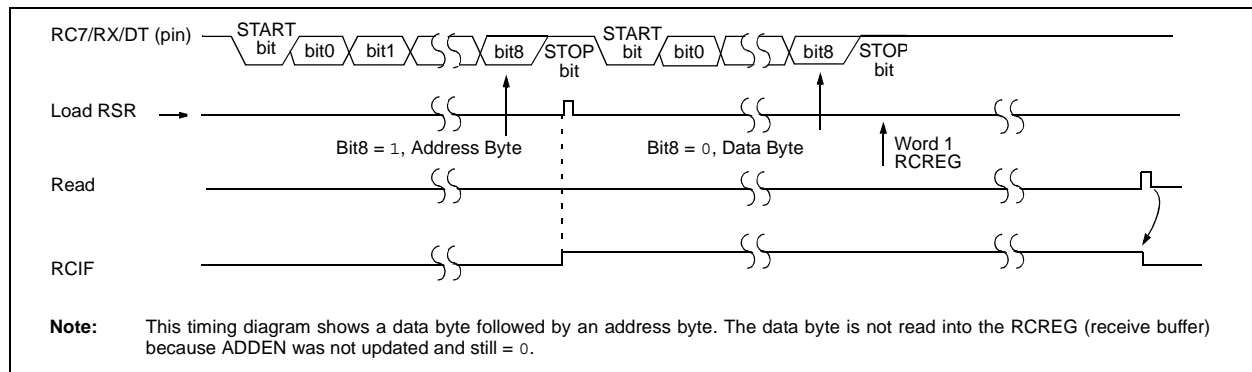 RC7/RX/DT (pin)
START
bit
bit0
bit1
bit8
STOP
bit
START
bit
bit0
bit8
STOP
bit
Load RSR
Bit8 = 1, Address Byte
Bit8 = 0, Data Byte
Word 1
RCREG
Read
RCIF
Note: This timing diagram shows a data byte followed by an address byte. The data byte is not read into the RCREG (receive buffer)
because ADDEN was not updated and still = 0.